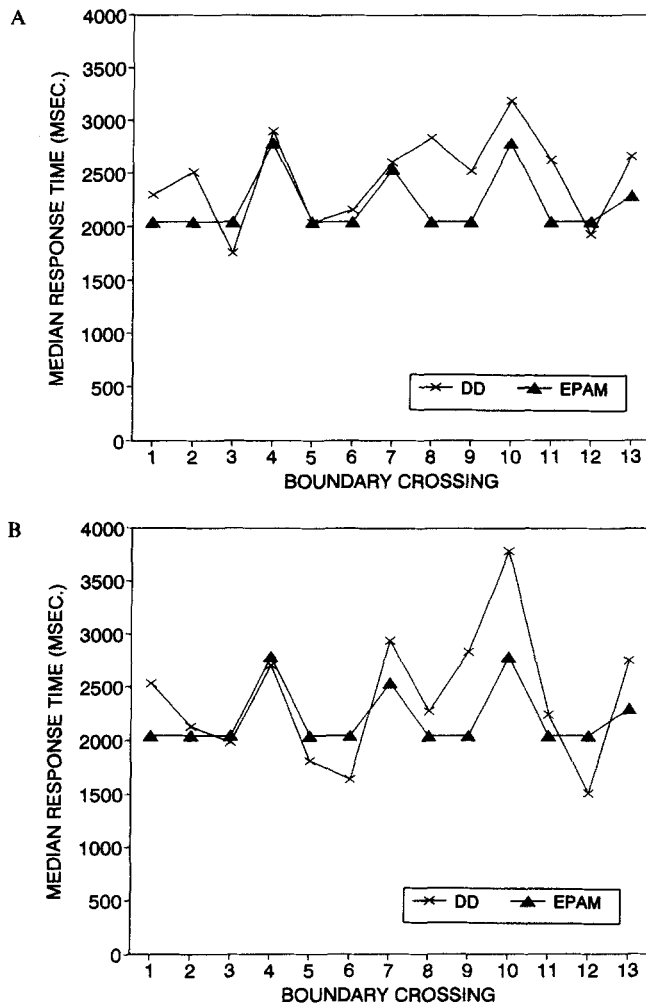 A
MEDIAN RESPONSE TIME (MSEC.)
4000
3500
3000
2500
2000
1500
1000
500
0
DD EPAM
1 2 3 4 5 6 7 8 9 10 11 12 13
BOUNDARY CROSSING
B
MEDIAN RESPONSE TIME (MSEC.)
4000
3500
3000
2500
2000
1500
1000
500
0
DD EPAM
1 2 3 4 5 6 7 8 9 10 11 12 13
BOUNDARY CROSSING